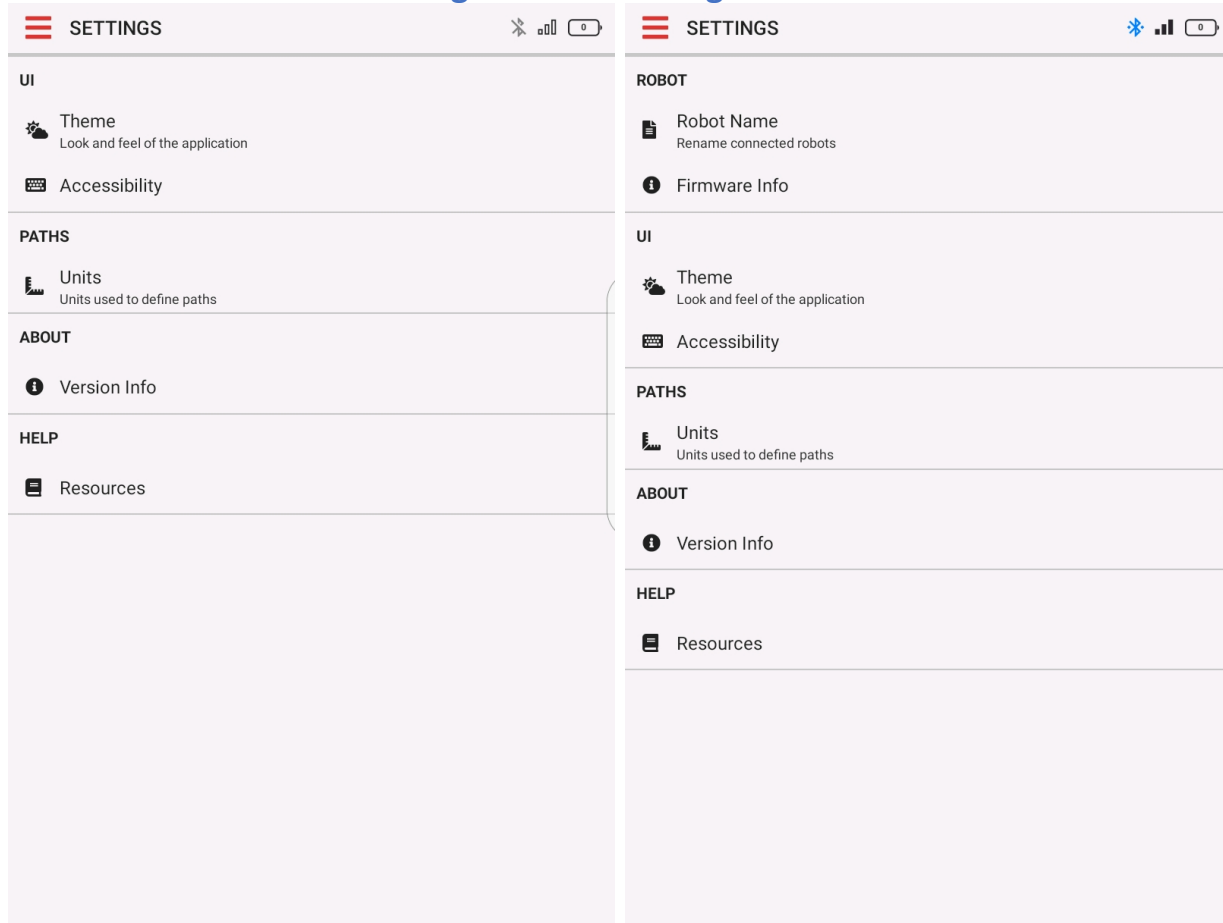 SETTINGS
0
UI
Theme
Look and feel of the application
Accessibility
PATHS
Units
Units used to define paths
ABOUT
Version Info
HELP
Resources
SETTINGS
0
ROBOT
Robot Name
Rename connected robots
Firmware Info
UI
Theme
Look and feel of the application
Accessibility
PATHS
Units
Units used to define paths
ABOUT
Version Info
HELP
Resources